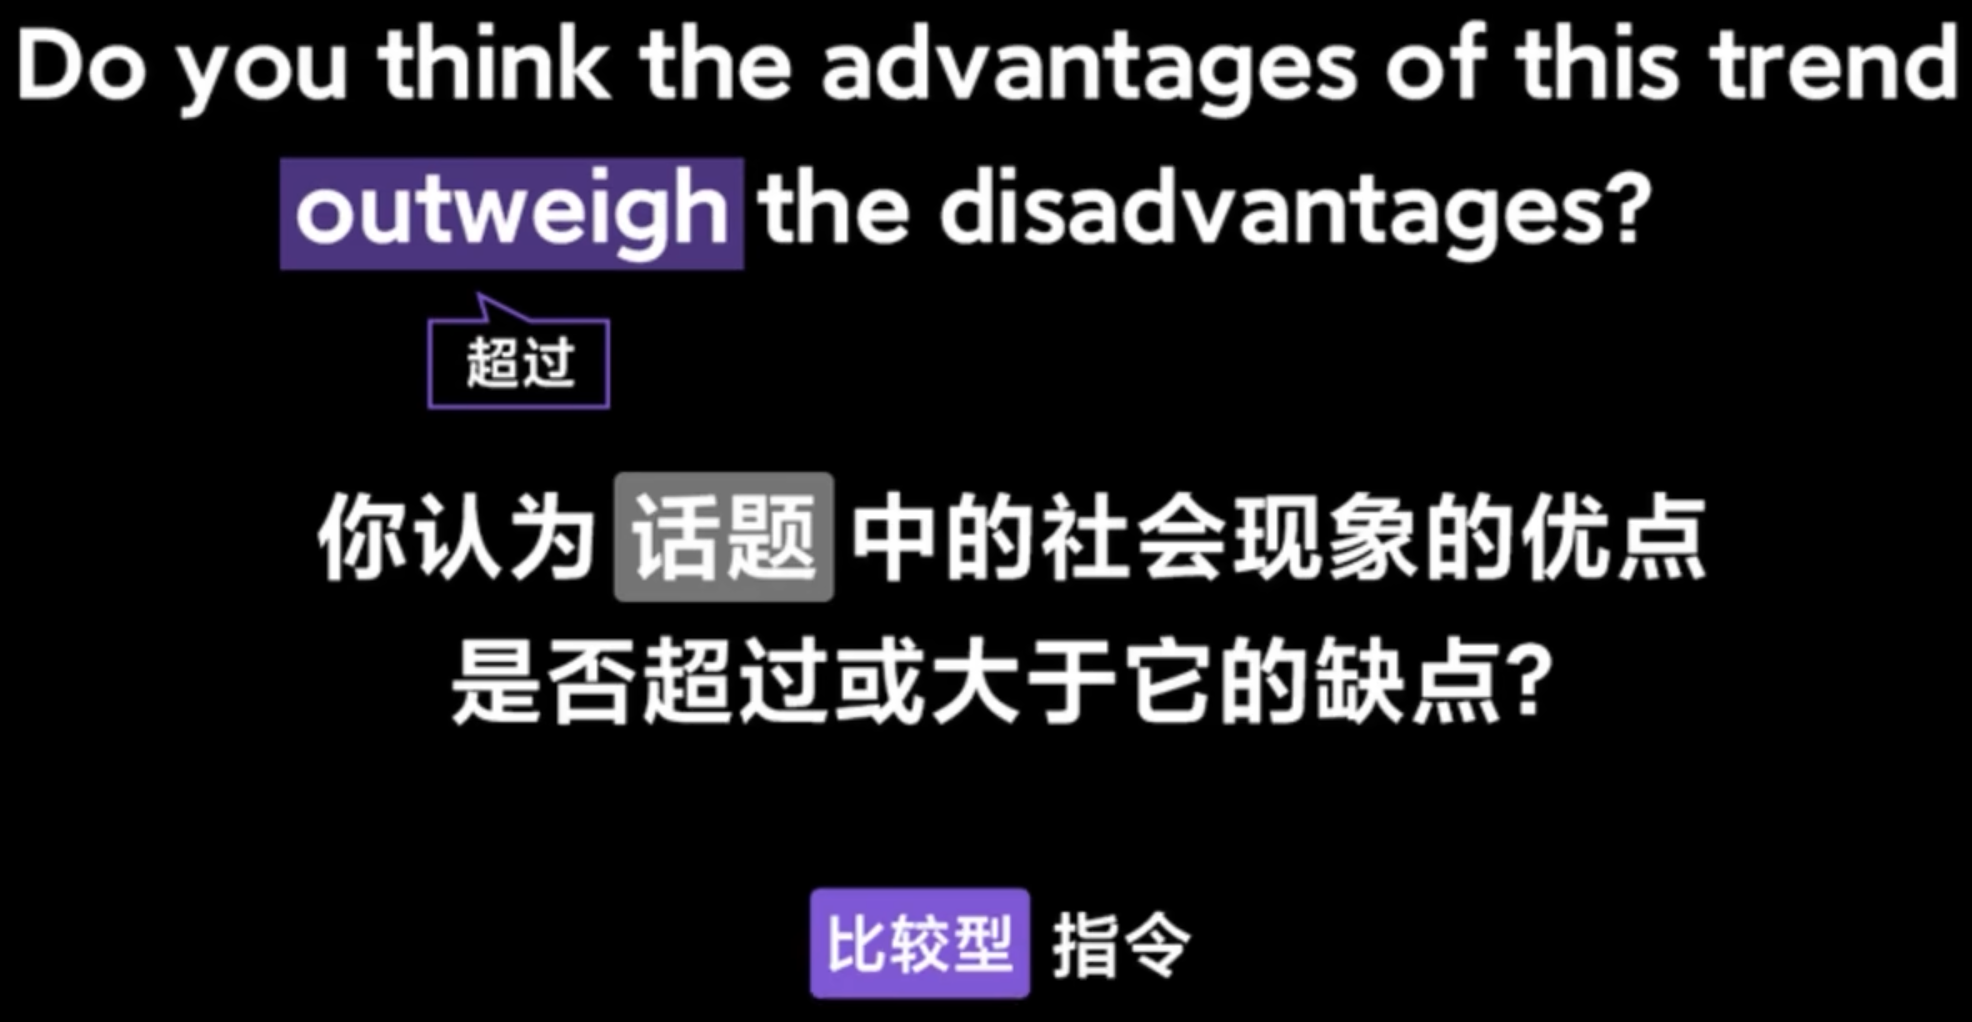 Do you think the advantages of this trend
outweigh the disadvantages?
超过
你认为 话题 中的社会现象的优点
是否超过或大于它的缺点?
比较型 指令